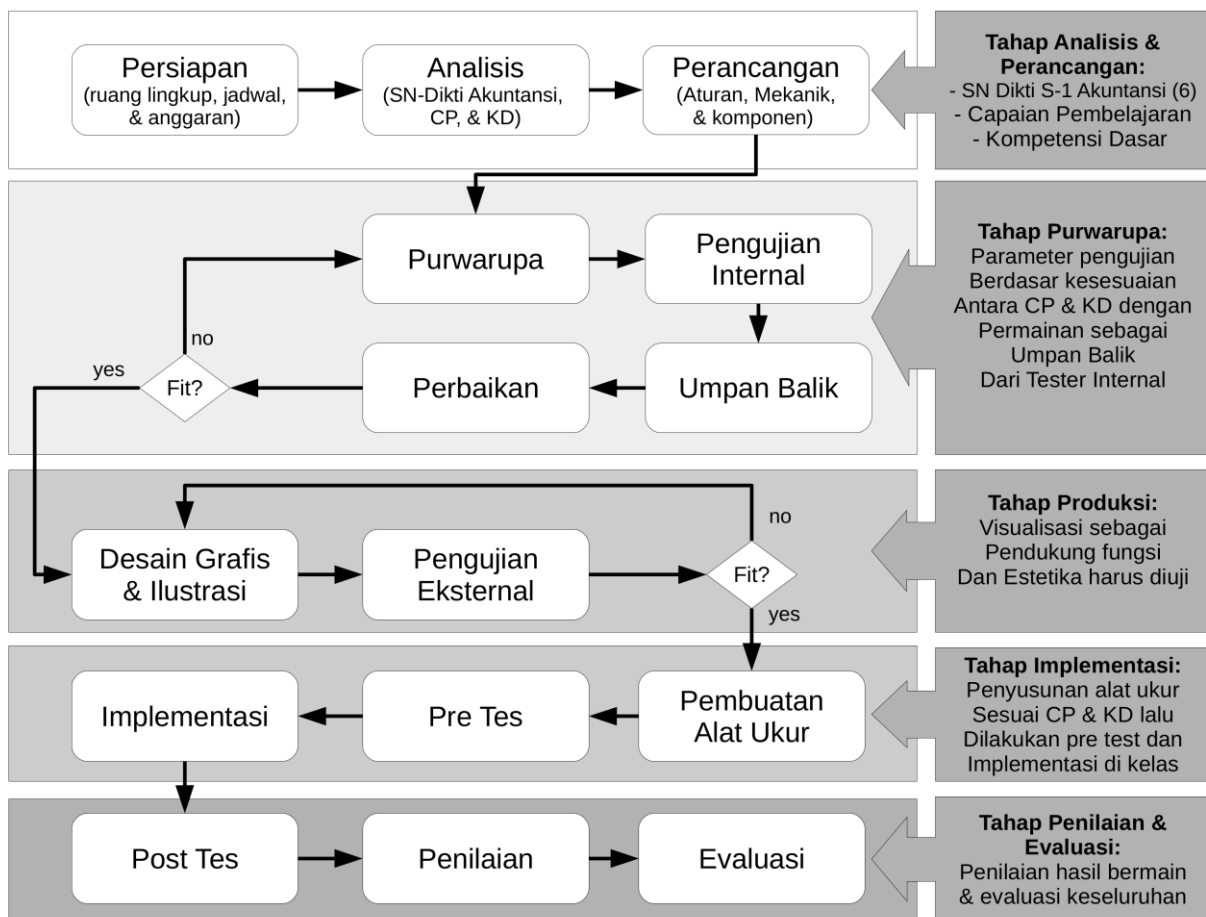 Persiapan
(ruang lingkup, jadwal,
& anggaran)
Analisis
(SN-Dikti Akuntansi,
CP, & KD)
Perancangan
(Aturan, Mekanik,
& komponen)
Tahap Analisis &
Perancangan:
- SN Dikti S-1 Akuntansi (6)
- Capaian Pembelajaran
- Kompetensi Dasar
Purwarupa
Pengujian
Internal
no
yes
Fit?
Perbaikan
Umpan Balik
Tahap Purwarupa:
Parameter pengujian
Berdasar kesesuaian
Antara CP & KD dengan
Permainan sebagai
Umpan Balik
Dari Tester Internal
Desain Grafis
& Ilustrasi
Pengujian
Eksternal
no
Fit?
yes
Tahap Produksi:
Visualisasi sebagai
Pendukung fungsi
Dan Estetika harus diuji
Implementasi
Pre Tes
Pembuatan
Alat Ukur
Tahap Implementasi:
Penyusunan alat ukur
Sesuai CP & KD lalu
Dilakukan pre test dan
Implementasi di kelas
Post Tes
Penilaian
Evaluasi
Tahap Penilaian &
Evaluasi:
Penilaian hasil bermain
& evaluasi keseluruhan